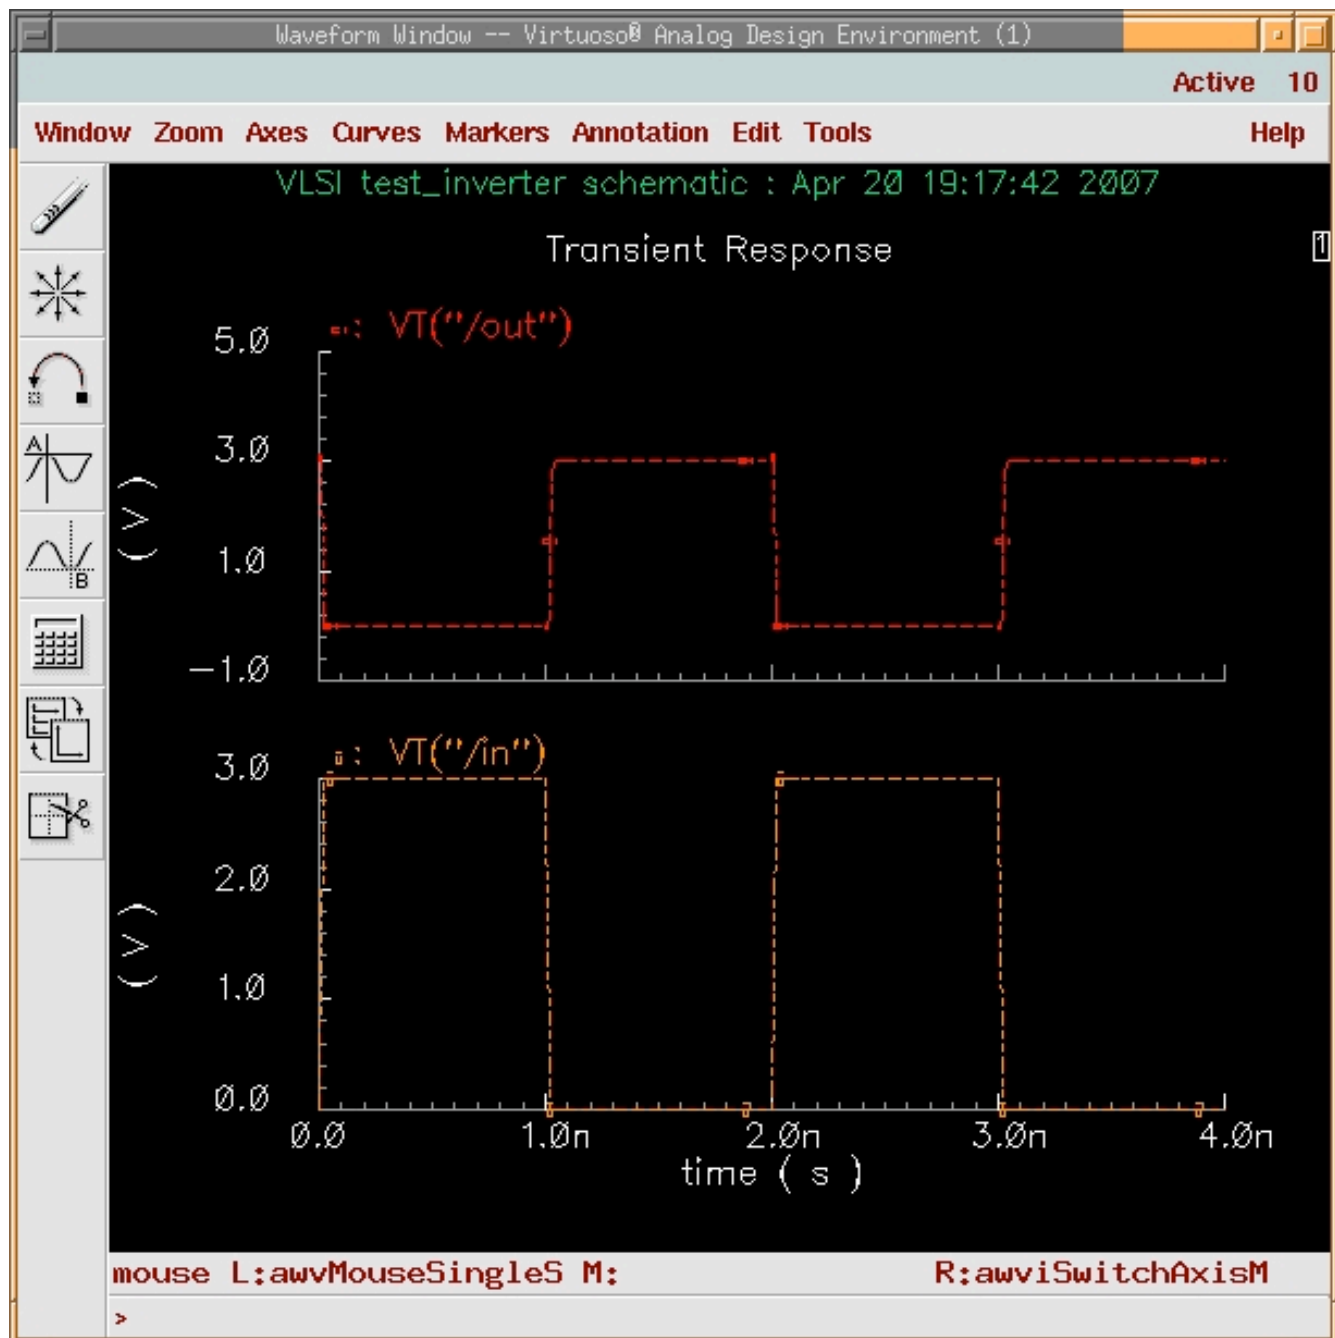 Waveform Window -- Virtuoso® Analog Design Environment (1)
Active 10
Window Zoom Axes Curves Markers Annotation Edit Tools Help
VLSI test_inverter schematic : Apr 20 19:17:42 2007
Transient Response
1
: VT("/out")
5.0
3.0
(V)
1.0
-1.0
: VT("/in")
3.0
2.0
(V)
1.0
0.0
0.0 1.0n 2.0n 3.0n 4.0n
time ( s )
A
B
mouse L:awvMouseSingleS M: R:awviSwitchAxisM
>